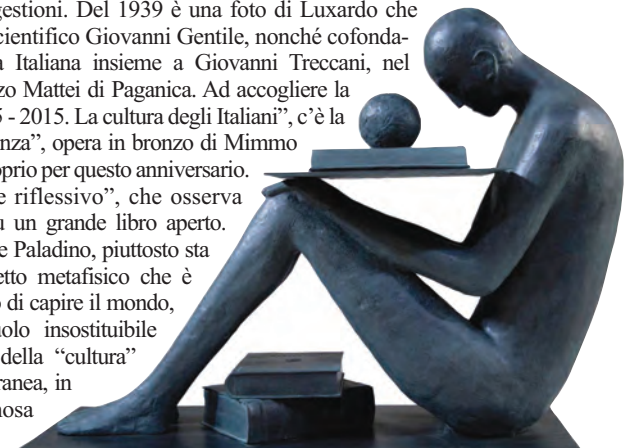 gestioni. Del 1939 è una foto di Luxardo che
cientifico Giovanni Gentile, nonché cofonda-
a Italiana insieme a Giovanni Treccani, nel
zo Mattei di Paganica. Ad accogliere la
5 - 2015. La cultura degli Italiani”, c’è la
nza”, opera in bronzo di Mimmo
oprio per questo anniversario.
e riflessivo”, che osserva
u un grande libro aperto.
e Paladino, piuttosto sta
etto metafisico che è
o di capire il mondo,
uolo insostituibile
della “cultura”
ranea, in
nosa